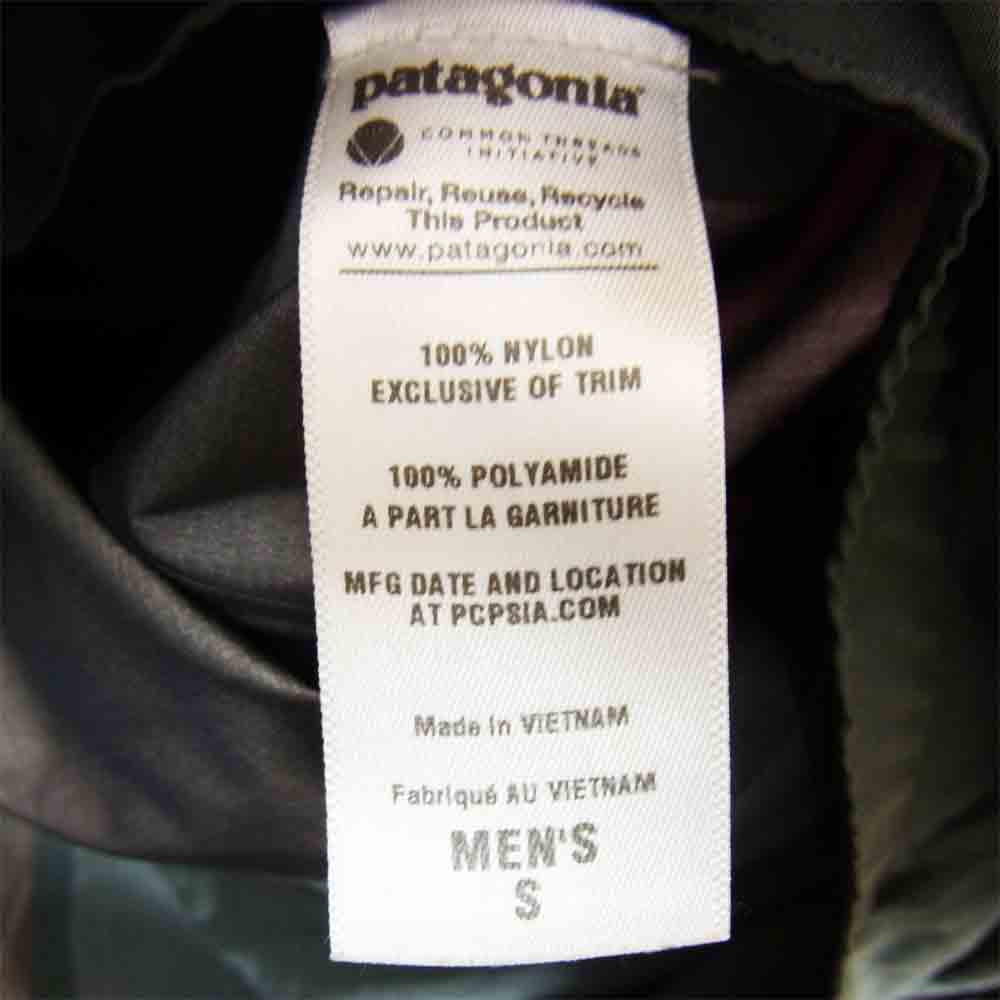 patagonia
COMMON THREADS
INITIATIVE
Repair, Reuse, Recycle
This Product
www.patagonia.com
100% NYLON
EXCLUSIVE OF TRIM
100% POLYAMIDE
A PART LA GARNITURE
MFG DATE AND LOCATION
AT PCPSIA.COM
Made in VIETNAM
Fabriqué AU VIETNAM
MEN'S
S